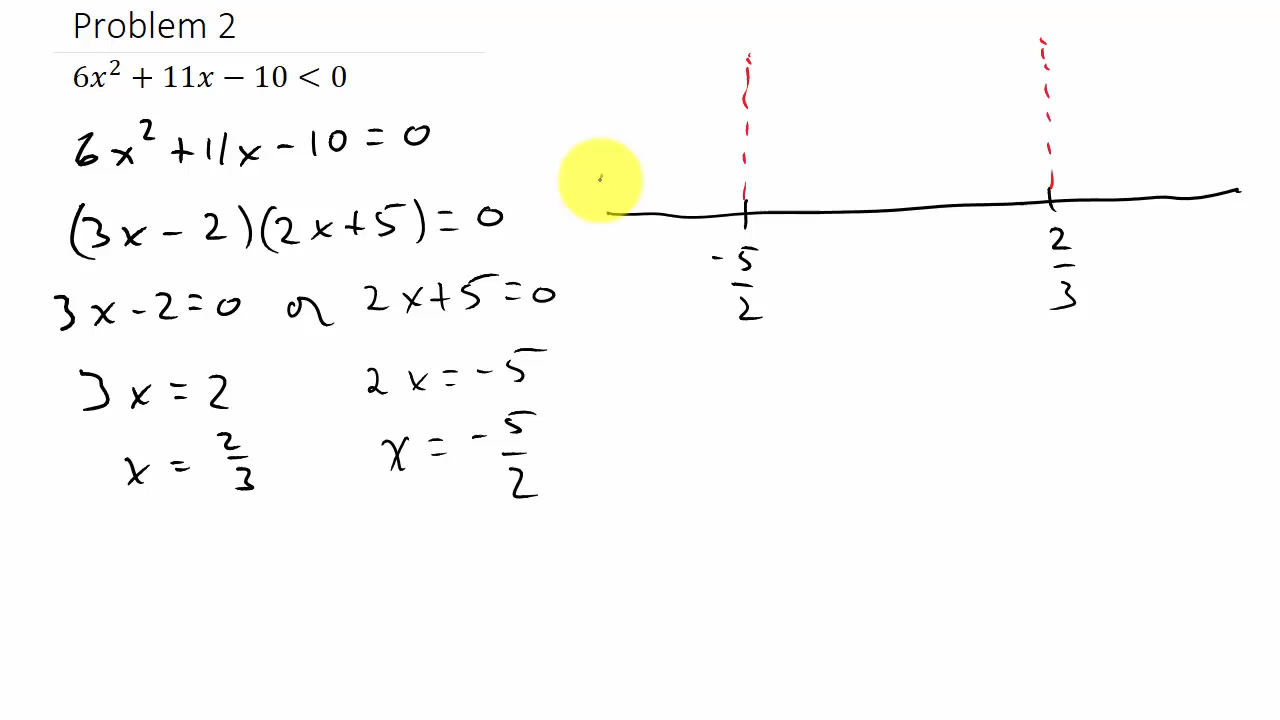 Problem 2
6x² + 11x − 10 < 0
6x² + 11x - 10 = 0
(3x - 2)(2x + 5) = 0
3x - 2 = 0 or 2x + 5 = 0
3x = 2 2x = -5
x = 2/3 x = -5/2
-5/2 2/3